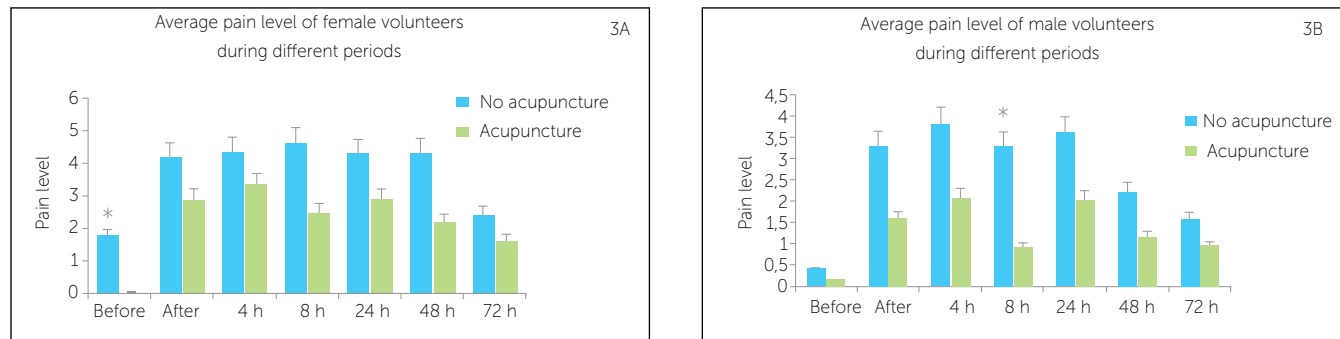 Average pain level of female volunteers
during different periods
3A
No acupuncture
Acupuncture
Pain level
6
5
4
3
2
1
0
*
Before After 4 h 8 h 24 h 48 h 72 h
Average pain level of male volunteers
during different periods
3B
No acupuncture
Acupuncture
Pain level
4,5
4
3,5
3
2,5
2
1,5
1
0,5
0
*
Before After 4 h 8 h 24 h 48 h 72 h